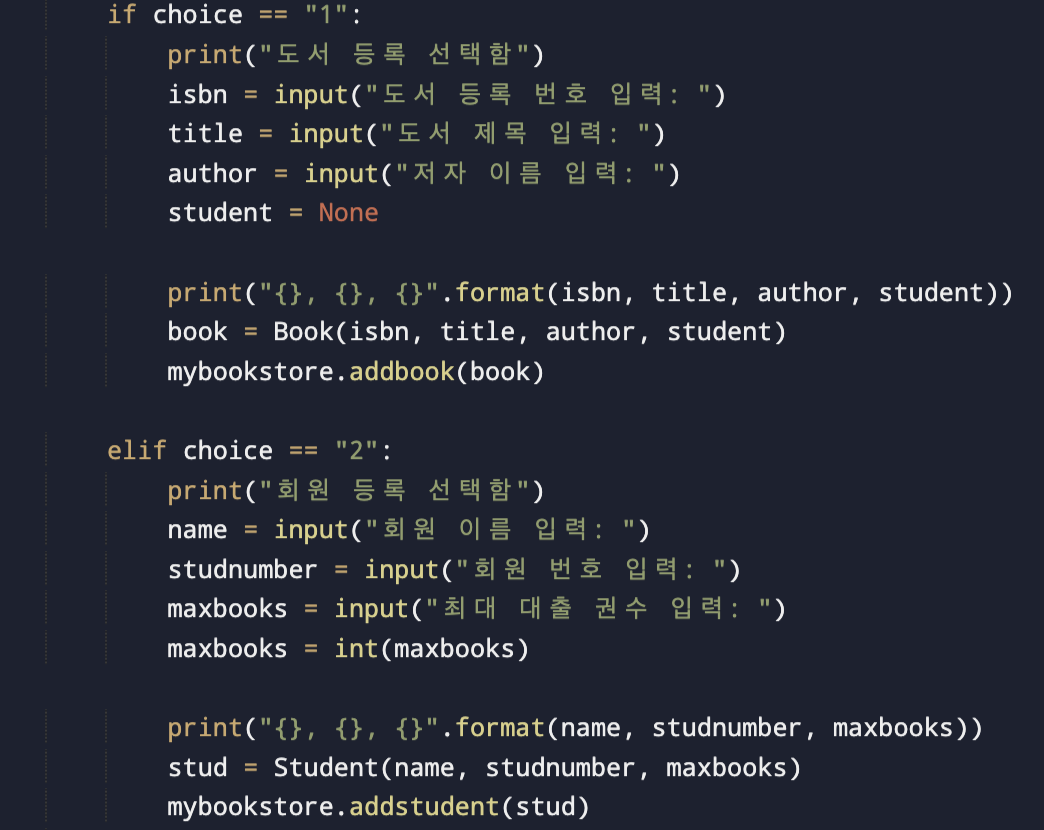 if choice == "1":
print("도서 등록 선택함")
isbn = input("도서 등록 번호 입력: ")
title = input("도서 제목 입력: ")
author = input("저자 이름 입력: ")
student = None
print("{}, {}, {}".format(isbn, title, author, student))
book = Book(isbn, title, author, student)
mybookstore.addbook(book)
elif choice == "2":
print("회원 등록 선택함")
name = input("회원 이름 입력: ")
studnumber = input("회원 번호 입력: ")
maxbooks = input("최대 대출 권수 입력: ")
maxbooks = int(maxbooks)
print("{}, {}, {}".format(name, studnumber, maxbooks))
stud = Student(name, studnumber, maxbooks)
mybookstore.addstudent(stud)